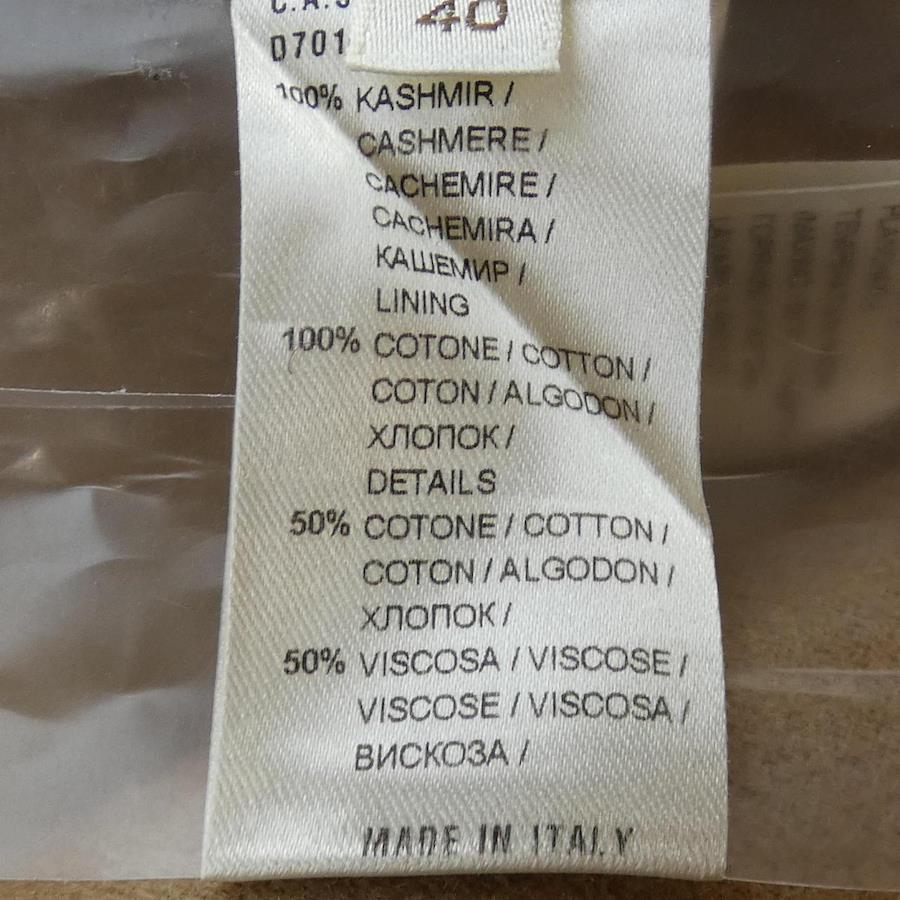 40
D701
100% KASHMIR /
CASHMERE /
CACHEMIRE /
CACHEMIRA /
КАШЕМИР /
LINING
100% COTONE / COTTON /
COTON / ALGODON /
ХЛОПОК /
DETAILS
50% COTONE / COTTON /
COTON / ALGODON /
ХЛОПОК /
50% VISCOSA / VISCOSE /
VISCOSE / VISCOSA /
ВИСКОЗА /
MADE IN ITALY